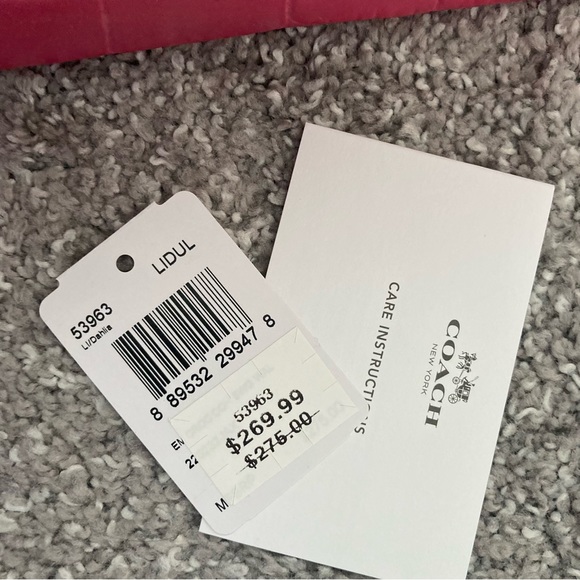 LIDUL
53963
LI/Dahlia
8 89532 29947 8
EM
22
M
53963
$269.99
$275.00
COACH
NEW YORK
CARE INSTRUCTIONS